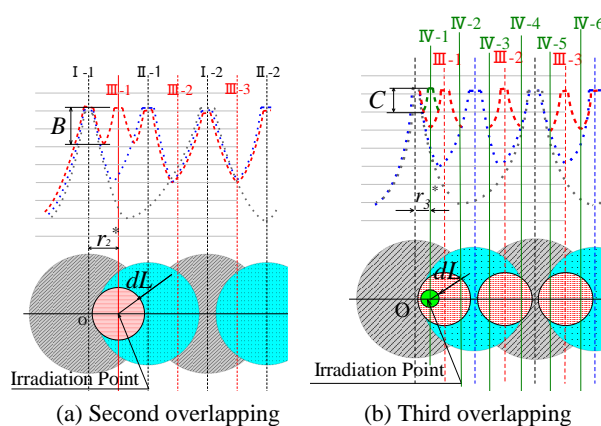 Ⅰ-1
Ⅱ-1
Ⅰ-2
Ⅱ-2
Ⅲ-1
Ⅲ-2
Ⅲ-3
B
r2*
dL
O
Irradiation Point
(a) Second overlapping
Ⅳ-2
Ⅳ-4
Ⅳ-6
Ⅳ-1
Ⅳ-3
Ⅳ-5
Ⅲ-1
Ⅲ-2
Ⅲ-3
C
r3*
dL
O
Irradiation Point
(b) Third overlapping